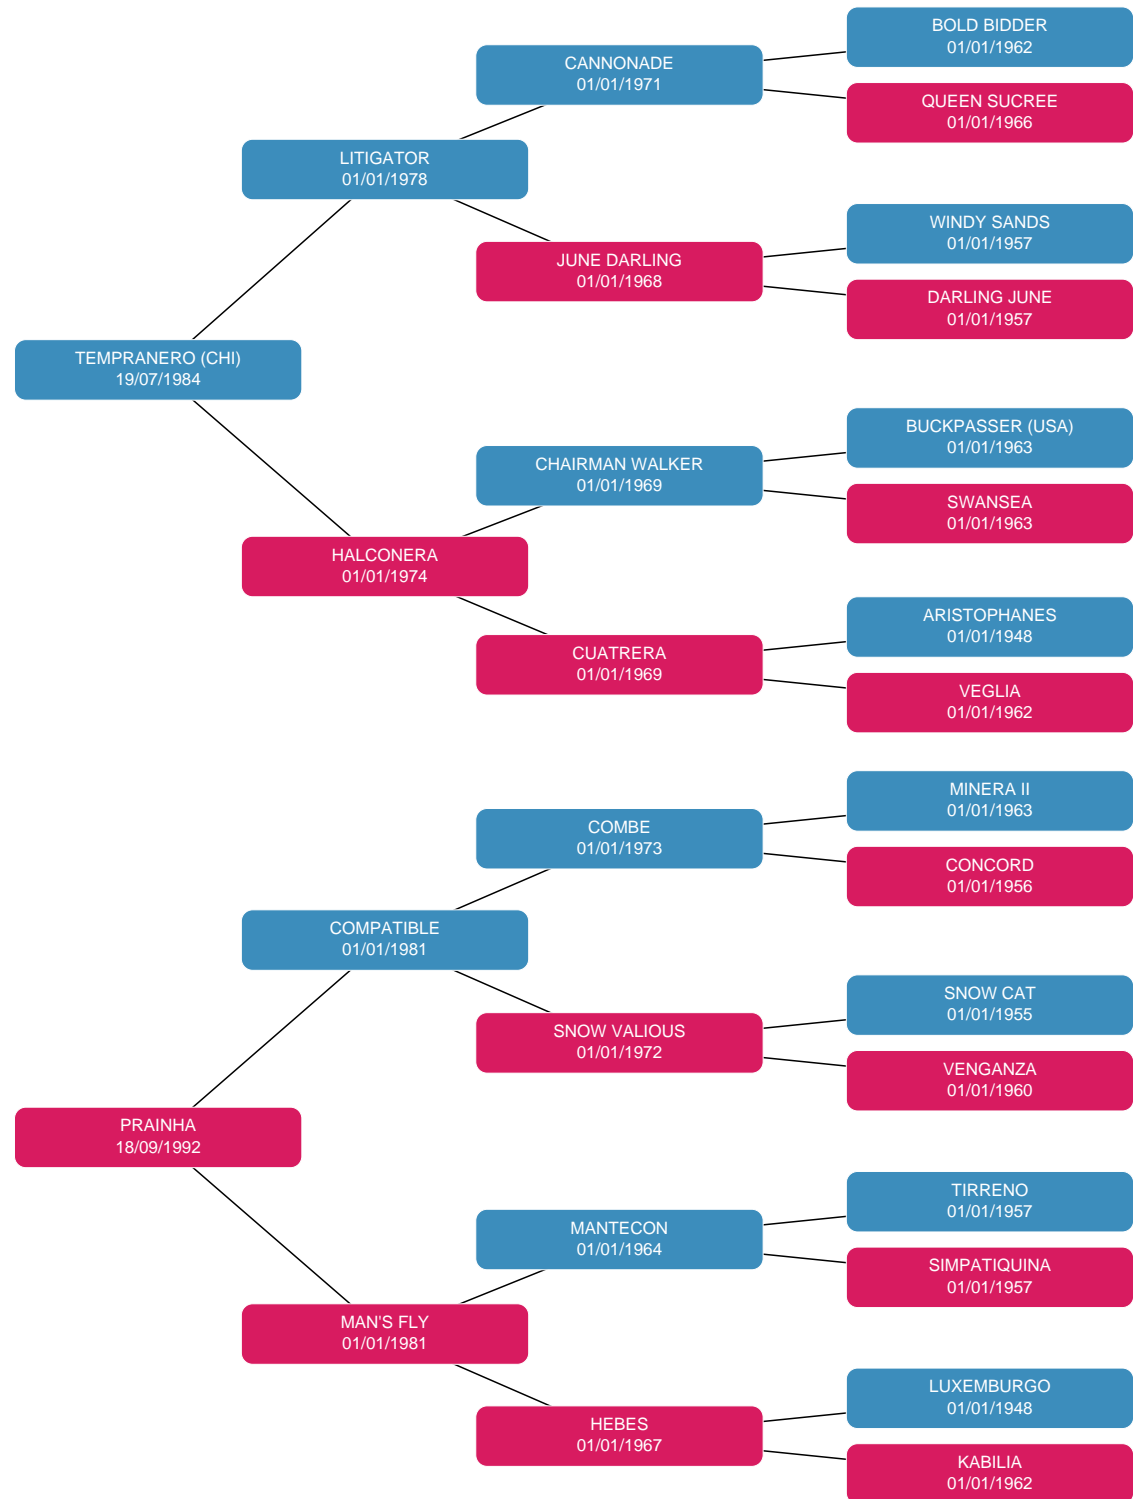 BOLD BIDDER
01/01/1962
CANNONADE
01/01/1971
QUEEN SUCREE
01/01/1966
LITIGATOR
01/01/1978
WINDY SANDS
01/01/1957
JUNE DARLING
01/01/1968
DARLING JUNE
01/01/1957
TEMPRANERO (CHI)
19/07/1984
BUCKPASSER (USA)
01/01/1963
CHAIRMAN WALKER
01/01/1969
SWANSEA
01/01/1963
HALCONERA
01/01/1974
ARISTOPHANES
01/01/1948
CUATRERA
01/01/1969
VEGLIA
01/01/1962
MINERA II
01/01/1963
COMBE
01/01/1973
CONCORD
01/01/1956
COMPATIBLE
01/01/1981
SNOW CAT
01/01/1955
SNOW VALIOUS
01/01/1972
VENGANZA
01/01/1960
PRAINHA
18/09/1992
TIRRENO
01/01/1957
MANTECON
01/01/1964
SIMPATIQUINA
01/01/1957
MAN'S FLY
01/01/1981
LUXEMBURGO
01/01/1948
HEBES
01/01/1967
KABILIA
01/01/1962